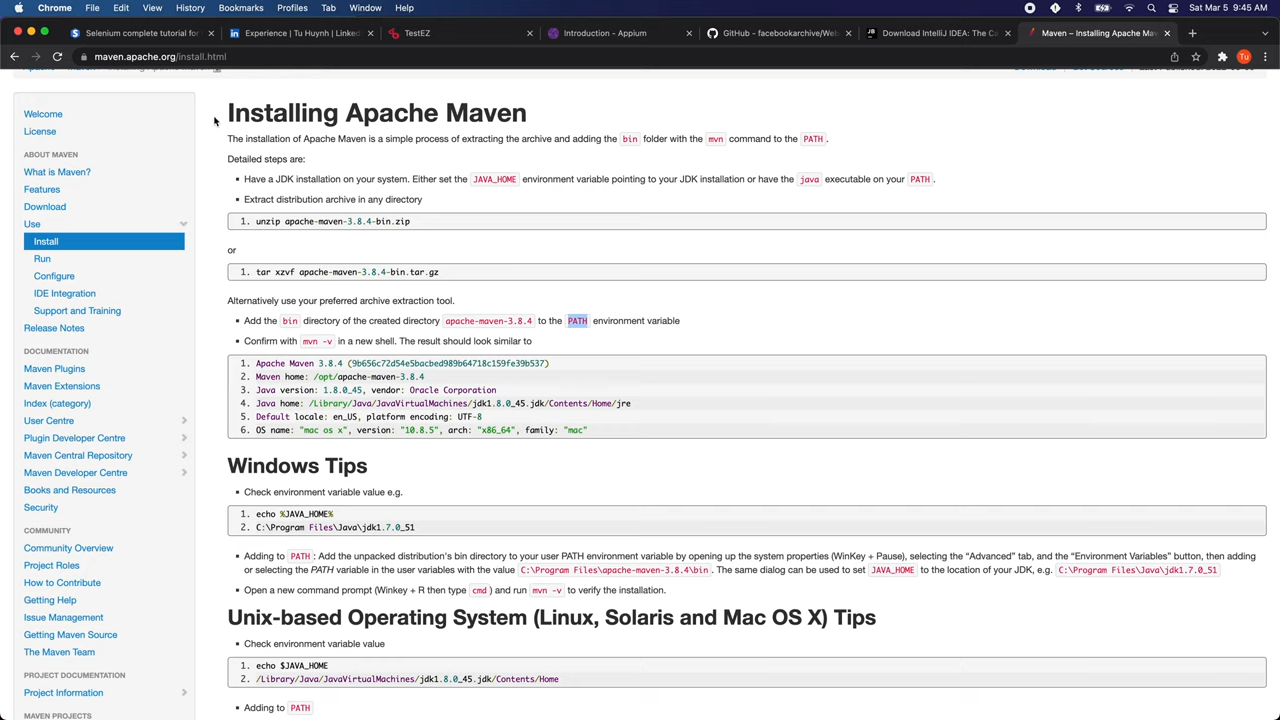 Chrome File Edit View History Bookmarks Profiles Tab Window Help Sat Mar 5 9:45 AM
Selenium complete tutorial for Experience | Tu Huynh | Linked TestEZ Introduction - Appium GitHub - facebookarchive/Web Download IntelliJ IDEA: The Ca Maven – Installing Apache Mav
maven.apache.org/install.html Tu
Welcome
License
ABOUT MAVEN
What is Maven?
Features
Download
Use
Install
Run
Configure
IDE Integration
Support and Training
Release Notes
DOCUMENTATION
Maven Plugins
Maven Extensions
Index (category)
User Centre
Plugin Developer Centre
Maven Central Repository
Maven Developer Centre
Books and Resources
Security
COMMUNITY
Community Overview
Project Roles
How to Contribute
Getting Help
Issue Management
Getting Maven Source
The Maven Team
PROJECT DOCUMENTATION
Project Information
MAVEN PROJECTS
Installing Apache Maven
The installation of Apache Maven is a simple process of extracting the archive and adding the bin folder with the mvn command to the PATH .
Detailed steps are:
Have a JDK installation on your system. Either set the JAVA_HOME environment variable pointing to your JDK installation or have the java executable on your PATH .
Extract distribution archive in any directory
1. unzip apache-maven-3.8.4-bin.zip
or
1. tar xzvf apache-maven-3.8.4-bin.tar.gz
Alternatively use your preferred archive extraction tool.
Add the bin directory of the created directory apache-maven-3.8.4 to the PATH environment variable
Confirm with mvn -v in a new shell. The result should look similar to
1. Apache Maven 3.8.4 (9b656c72d54e5bacbed989b64718c159fe39b537)
2. Maven home: /opt/apache-maven-3.8.4
3. Java version: 1.8.0_45, vendor: Oracle Corporation
4. Java home: /Library/Java/JavaVirtualMachines/jdk1.8.0_45.jdk/Contents/Home/jre
5. Default locale: en_US, platform encoding: UTF-8
6. OS name: "mac os x", version: "10.8.5", arch: "x86_64", family: "mac"
Windows Tips
Check environment variable value e.g.
1. echo %JAVA_HOME%
2. C:\Program Files\Java\jdk1.7.0_51
Adding to PATH : Add the unpacked distribution's bin directory to your user PATH environment variable by opening up the system properties (WinKey + Pause), selecting the “Advanced” tab, and the “Environment Variables” button, then adding
or selecting the PATH variable in the user variables with the value C:\Program Files\apache-maven-3.8.4\bin . The same dialog can be used to set JAVA_HOME to the location of your JDK, e.g. C:\Program Files\Java\jdk1.7.0_51
Open a new command prompt (Winkey + R then type cmd ) and run mvn -v to verify the installation.
Unix-based Operating System (Linux, Solaris and Mac OS X) Tips
Check environment variable value
1. echo $JAVA_HOME
2. /Library/Java/JavaVirtualMachines/jdk1.8.0_45.jdk/Contents/Home
Adding to PATH